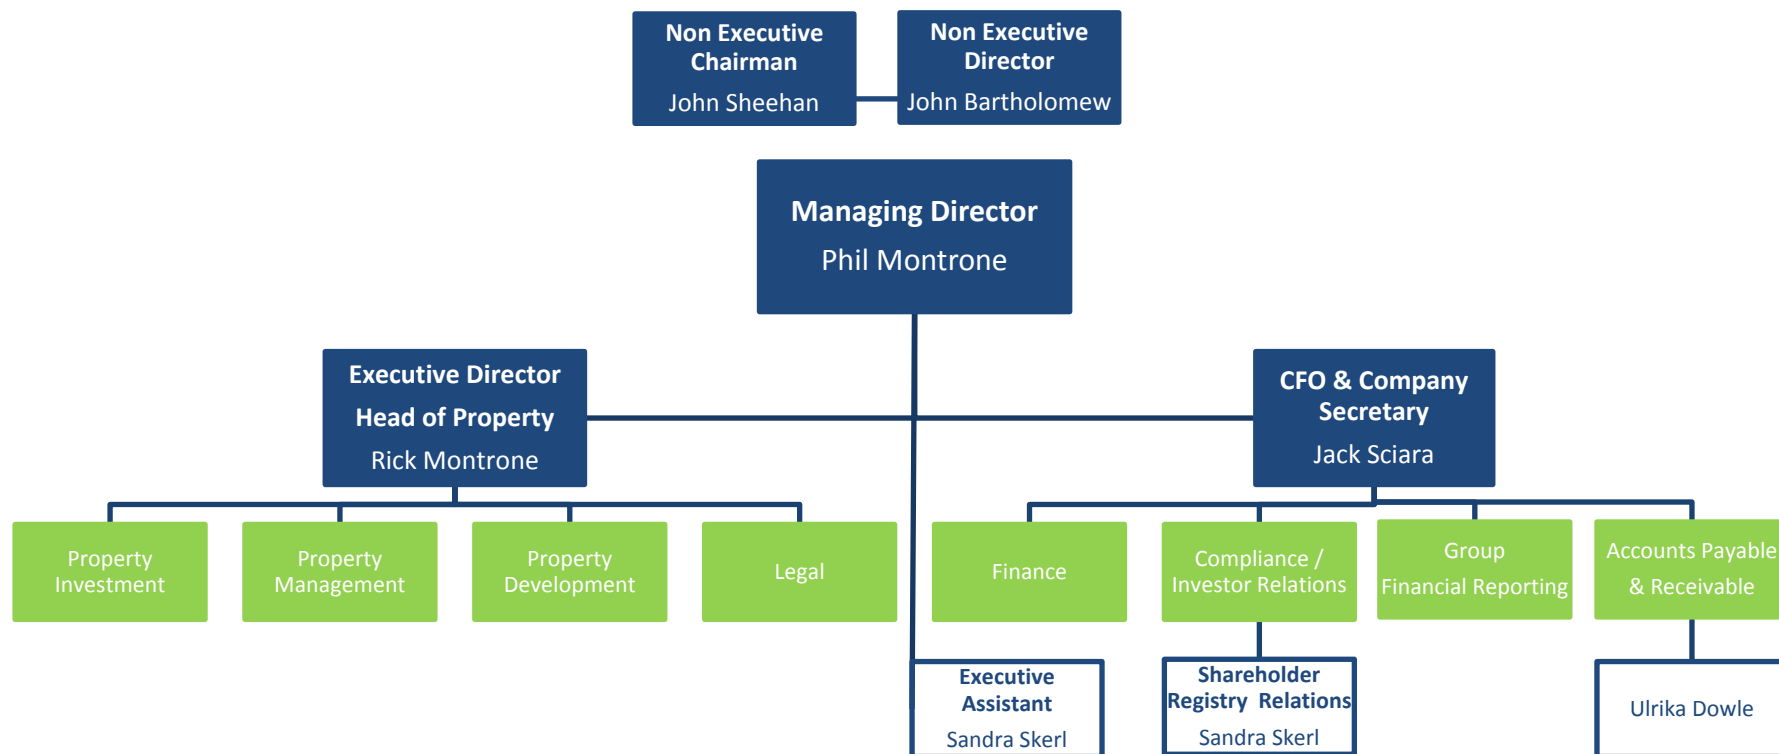 Non Executive
Chairman
John Sheehan
Non Executive
Director
John Bartholomew
Managing Director
Phil Montrone
Executive Director
Head of Property
Rick Montrone
CFO & Company
Secretary
Jack Sciara
Property
Investment
Property
Management
Property
Development
Legal
Finance
Compliance /
Investor Relations
Group
Financial Reporting
Accounts Payable
& Receivable
Executive
Assistant
Sandra Skerl
Shareholder
Registry Relations
Sandra Skerl
Ulrika Dowle